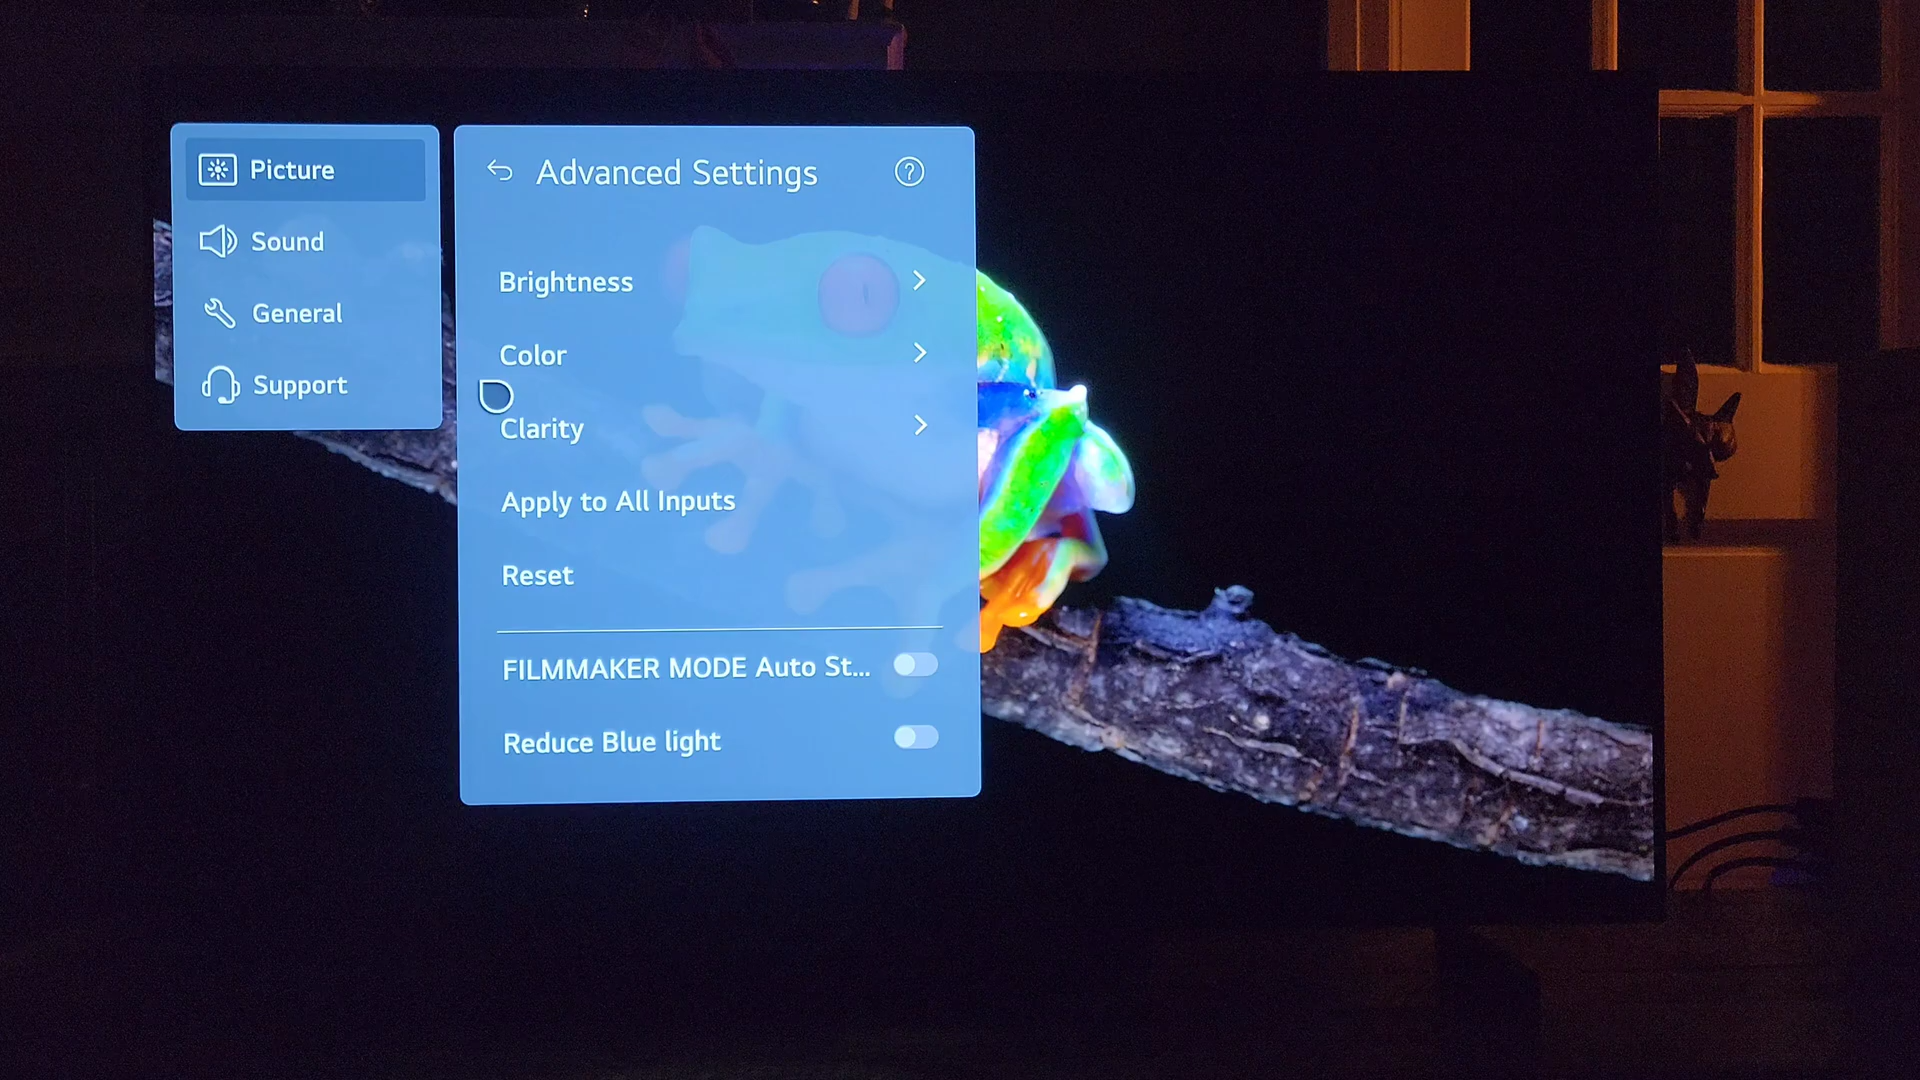 Picture
Sound
General
Support
Advanced Settings
?
Brightness
Color
Clarity
Apply to All Inputs
Reset
FILMMAKER MODE Auto St...
Reduce Blue light